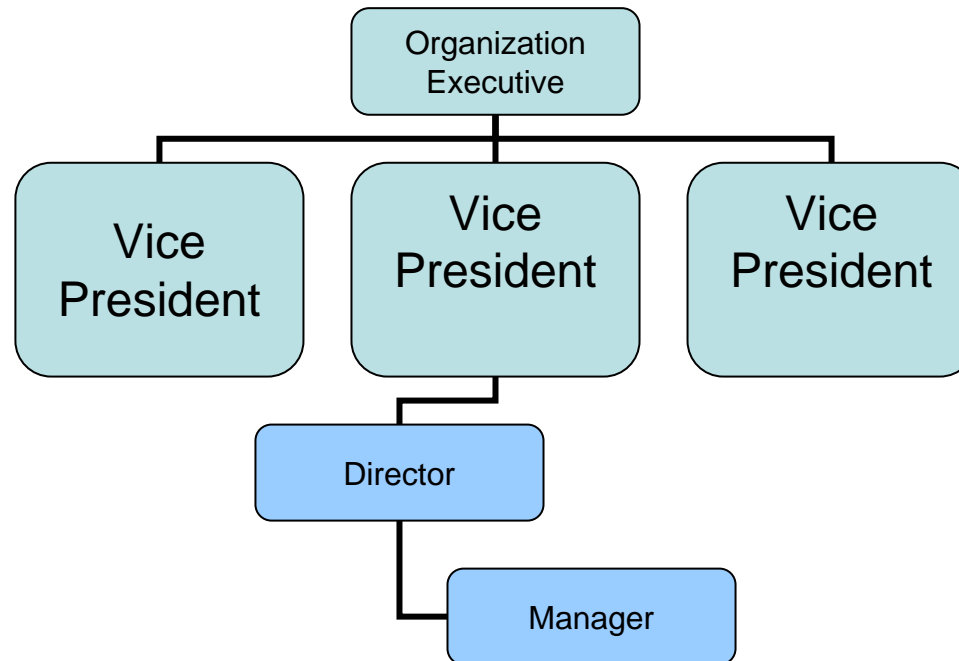 Organization
Executive
Vice
President
Vice
President
Vice
President
Director
Manager